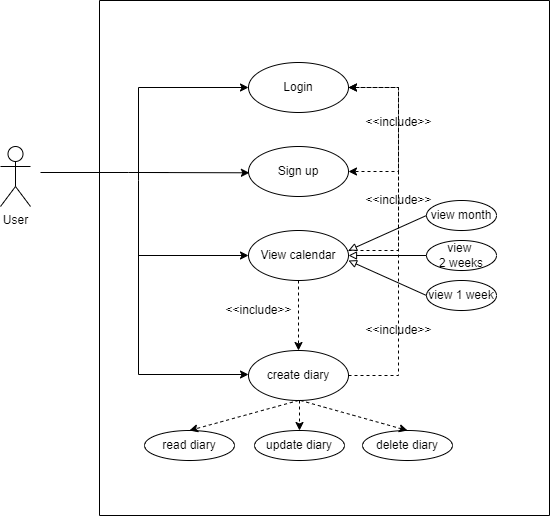 Login
<<include>>
Sign up
User
<<include>>
view month
View calendar
view
2 weeks
view 1 week
<<include>>
<<include>>
create diary
read diary
update diary
delete diary